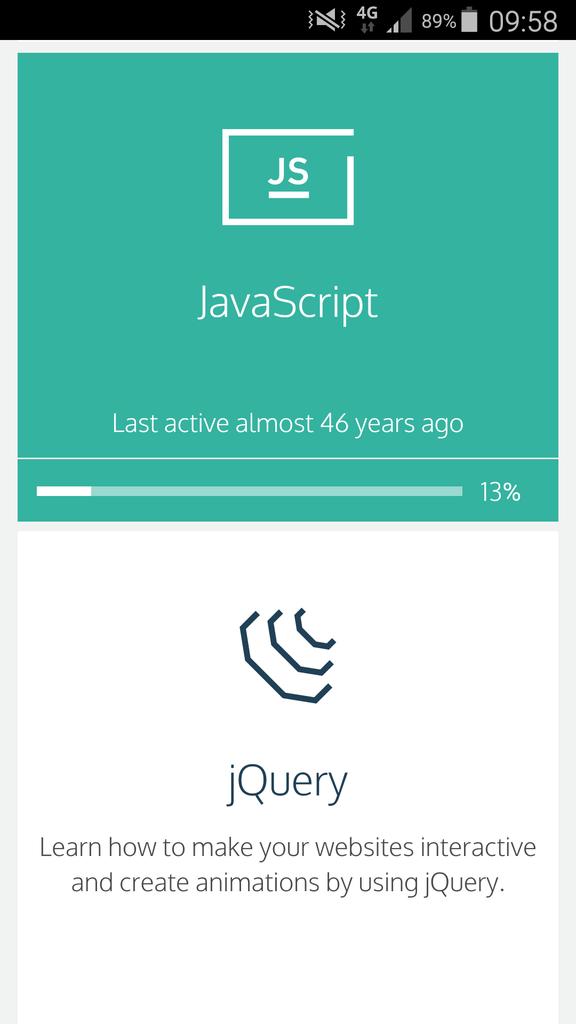 4G 89% 09:58
JS
JavaScript
Last active almost 46 years ago
13%
jQuery
Learn how to make your websites interactive
and create animations by using jQuery.